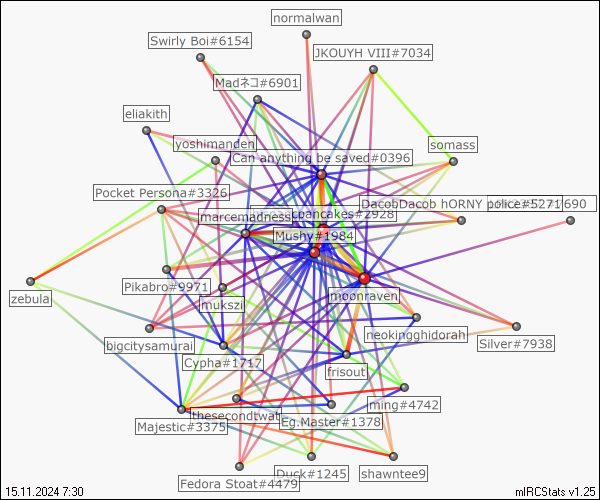 normalwan
Swirly Boi#6154
JKOUYH VIII#7034
Madネコ#6901
eliakith
yoshimanden
somass
Can anything be saved#0396
Pocket Persona#3326
DacobDacob hORNY police#5271
690
marcemadness
pancakes#2928
Mushy#1984
Pikabro#9971
moonraven
zebula
mukszi
neokingghidorah
bigcitysamurai
Silver#7938
Cypha#1717
frisout
thesecondtwat
ming#4742
Majestic#3375
Eg.Master#1378
Duck#1245
shawntee9
Fedora Stoat#4479
15.11.2024 7:30
mIRCStats v1.25